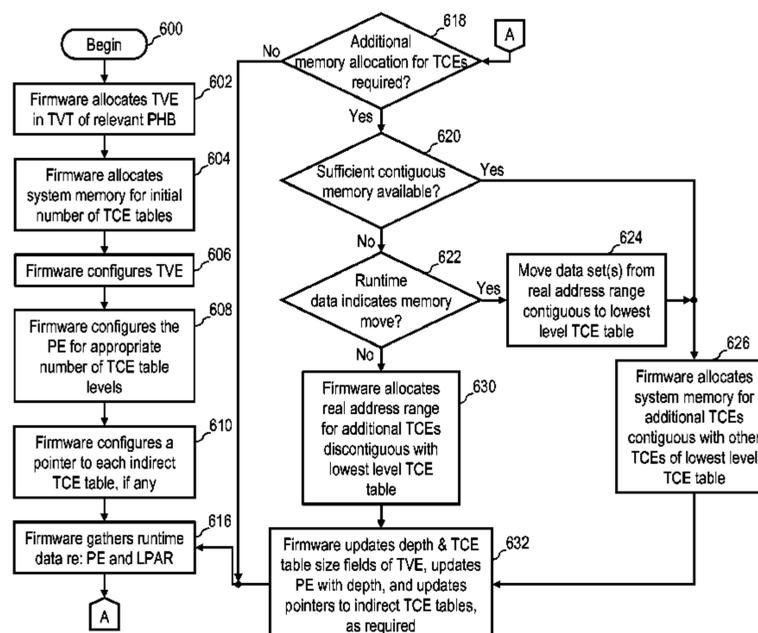 Begin
600
602
Firmware allocates TVE
in TVT of relevant PHB
604
Firmware allocates
system memory for initial
number of TCE tables
606
Firmware configures TVE
608
Firmware configures the
PE for appropriate
number of TCE table
levels
610
Firmware configures a
pointer to each indirect
TCE table, if any
616
Firmware gathers runtime
data re: PE and LPAR
A
618
A
No
Additional
memory allocation for TCEs
required?
Yes
620
Sufficient contiguous
memory available?
Yes
No
622
Runtime
data indicates memory
move?
Yes
No
624
Move data set(s) from
real address range
contiguous to lowest
level TCE table
626
Firmware allocates
system memory for
additional TCEs
contiguous with other
TCEs of lowest level
TCE table
630
Firmware allocates
real address range
for additional TCEs
discontiguous with
lowest level TCE
table
632
Firmware updates depth & TCE
table size fields of TVE, updates
PE with depth, and updates
pointers to indirect TCE tables,
as required